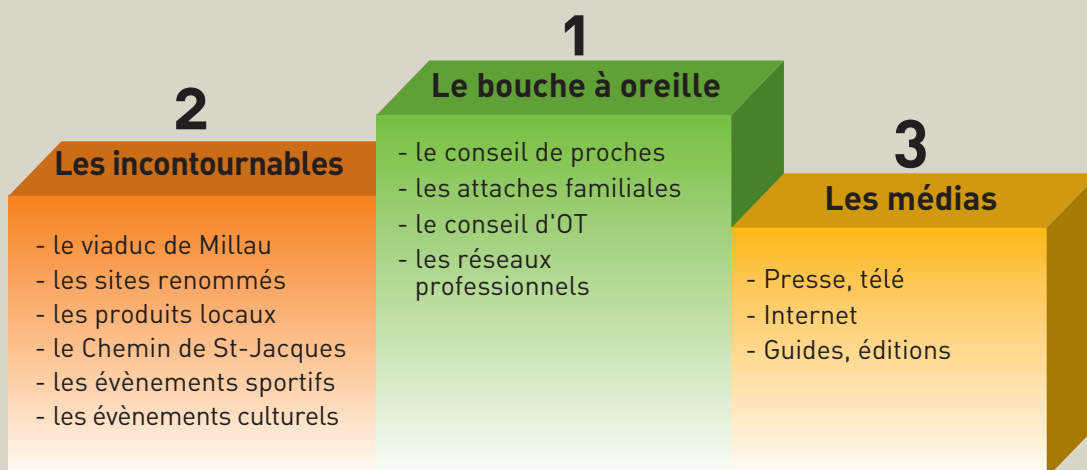 1
Le bouche à oreille
- le conseil de proches
- les attaches familiales
- le conseil d'OT
- les réseaux
professionnels
2
Les incontournables
- le viaduc de Millau
- les sites renommés
- les produits locaux
- le Chemin de St-Jacques
- les évènements sportifs
- les évènements culturels
3
Les médias
- Presse, télé
- Internet
- Guides, éditions